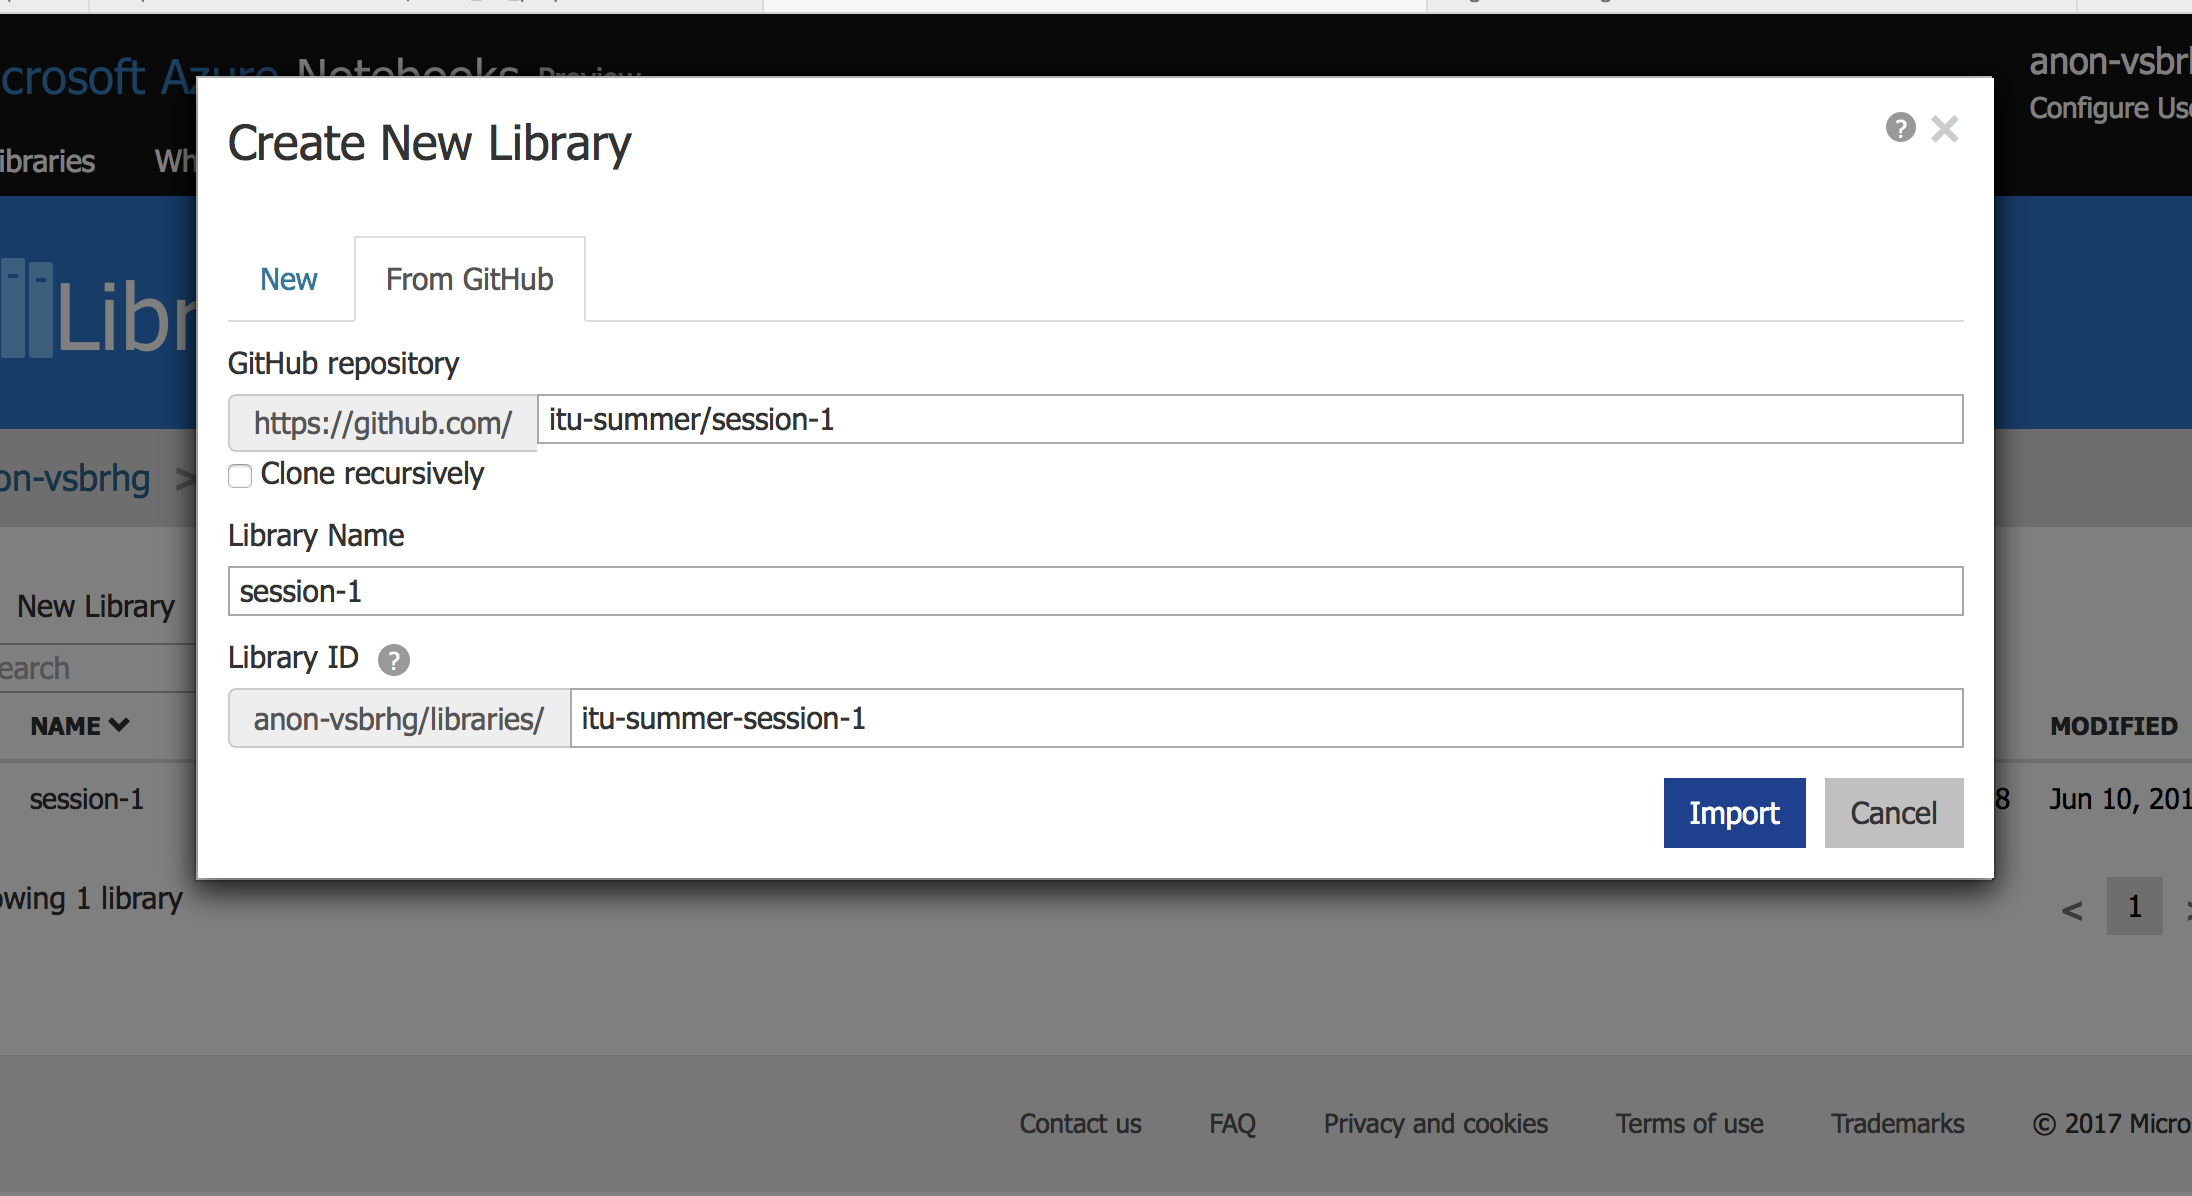 crosoft Azure Notebooks Preview
anon-vsbrh
Configure Use
ibraries Wh
Create New Library
?
New From GitHub
Libr
GitHub repository
https://github.com/ itu-summer/session-1
on-vsbrhg >
Clone recursively
Library Name
session-1
New Library
Library ID ?
earch
anon-vsbrhg/libraries/ itu-summer-session-1
NAME MODIFIED
session-1 8 Jun 10, 201
Import Cancel
owing 1 library
< 1 >
Contact us FAQ Privacy and cookies Terms of use Trademarks © 2017 Micro